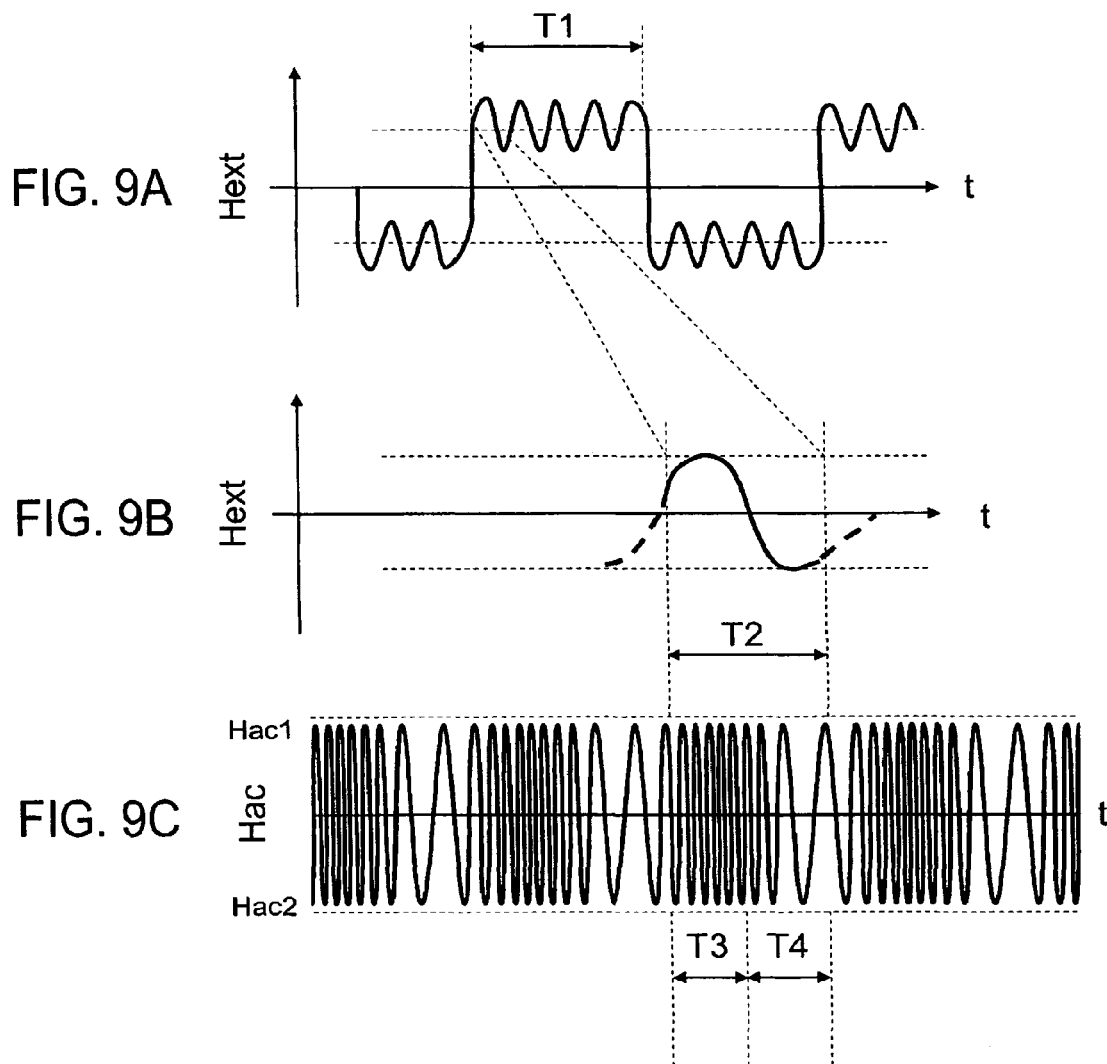 T1
FIG. 9A
Hext
t
FIG. 9B
Hext
t
T2
Hac1
FIG. 9C
Hac
t
Hac2
T3
T4